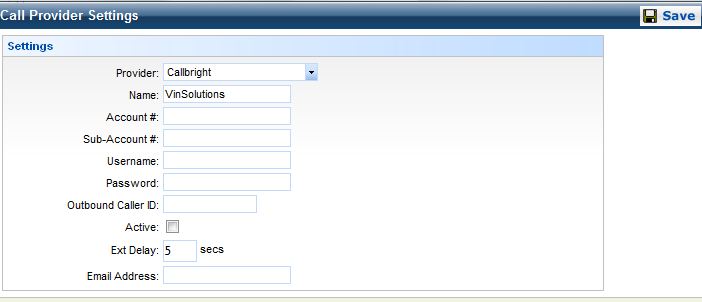 Call Provider Settings Save
Settings
Provider: Callbright
Name: VinSolutions
Account #:
Sub-Account #:
Username:
Password:
Outbound Caller ID:
Active:
Ext Delay: 5 secs
Email Address: